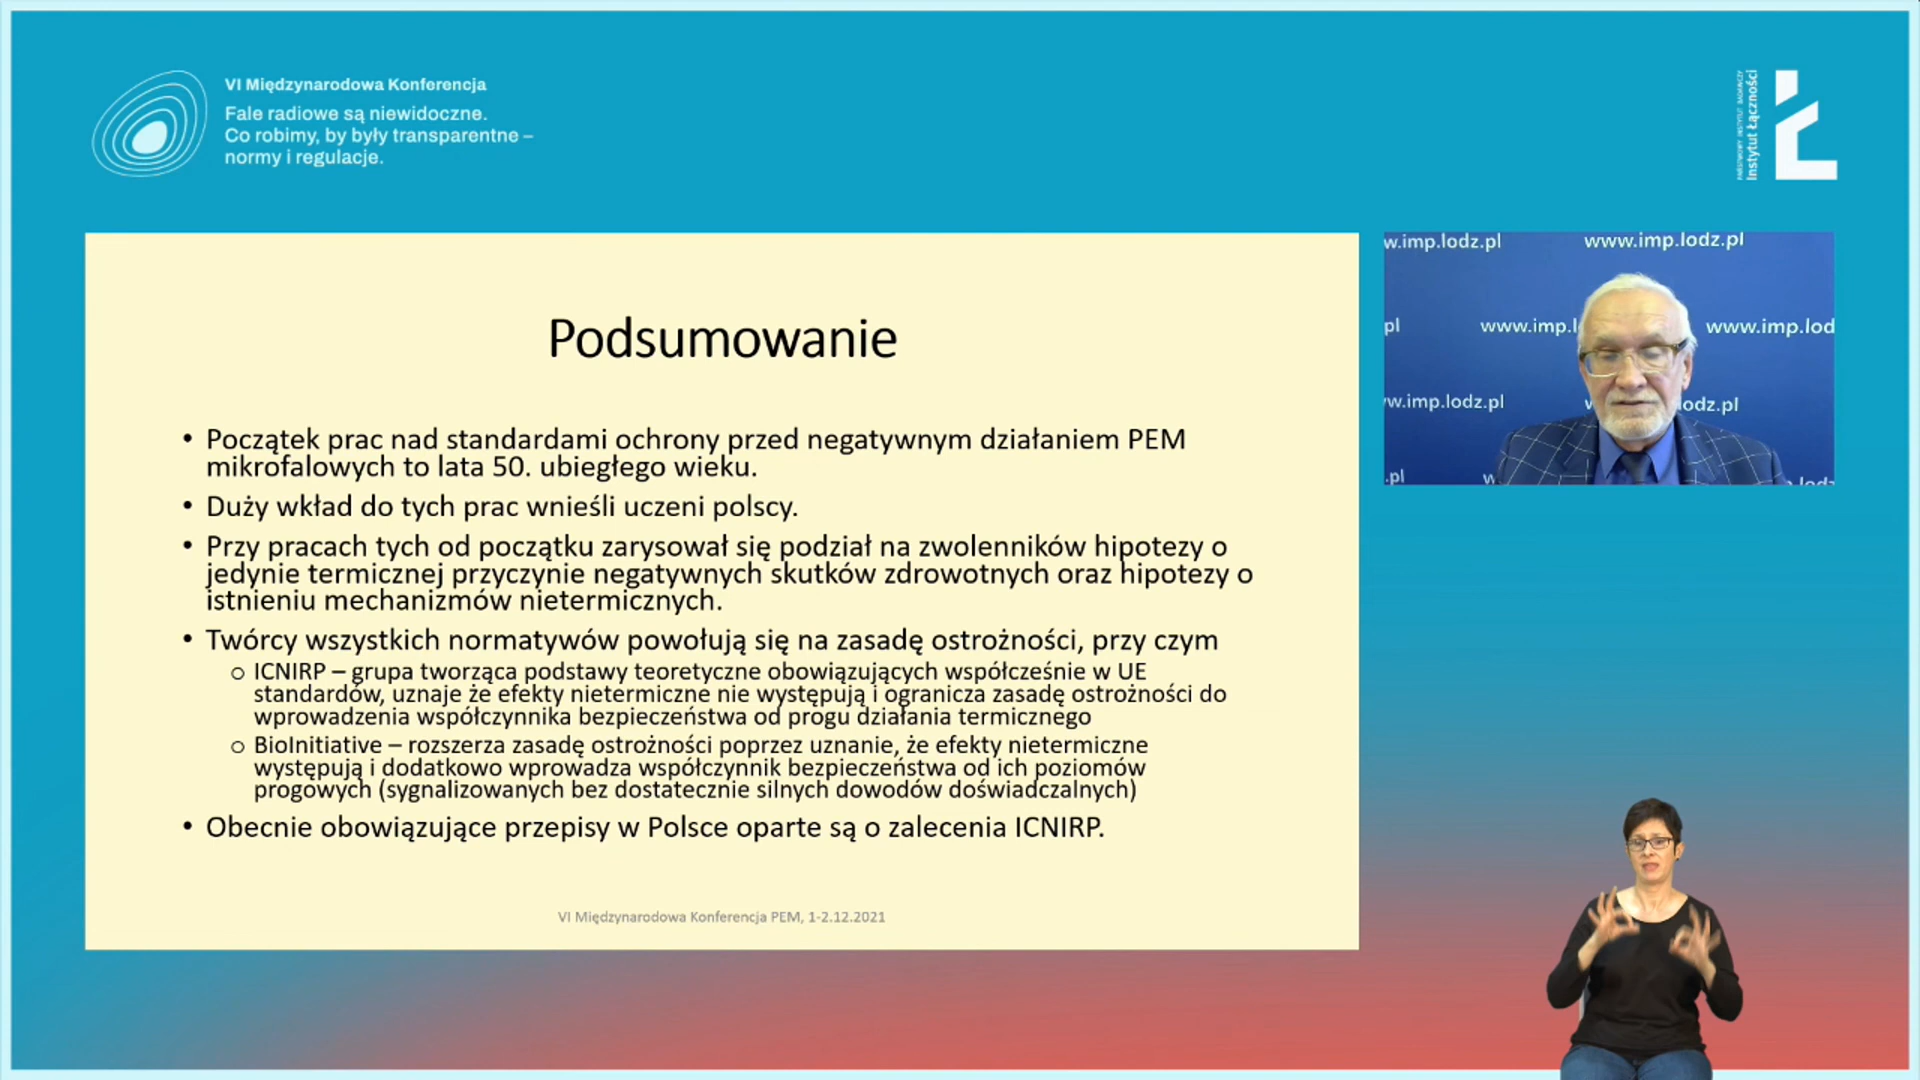 VI Międzynarodowa Konferencja
Fale radiowe są niewidoczne.
Co robimy, by były transparentne –
normy i regulacje.
PAŃSTWOWY INSTYTUT BADAWCZY
Instytut Łączności
Podsumowanie
• Początek prac nad standardami ochrony przed negatywnym działaniem PEM
mikrofalowych to lata 50. ubiegłego wieku.
• Duży wkład do tych prac wnieśli uczeni polscy.
• Przy pracach tych od początku zarysował się podział na zwolenników hipotezy o
jedynie termicznej przyczynie negatywnych skutków zdrowotnych oraz hipotezy o
istnieniu mechanizmów nietermicznych.
• Twórcy wszystkich normatywów powołują się na zasadę ostrożności, przy czym
o ICNIRP – grupa tworząca podstawy teoretyczne obowiązujących współcześnie w UE
standardów, uznaje że efekty nietermiczne nie występują i ogranicza zasadę ostrożności do
wprowadzenia współczynnika bezpieczeństwa od progu działania termicznego
o BioInitiative – rozszerza zasadę ostrożności poprzez uznanie, że efekty nietermiczne
występują i dodatkowo wprowadza współczynnik bezpieczeństwa od ich poziomów
progowych (sygnalizowanych bez dostatecznie silnych dowodów doświadczalnych)
• Obecnie obowiązujące przepisy w Polsce oparte są o zalecenia ICNIRP.
VI Międzynarodowa Konferencja PEM, 1-2.12.2021
w.imp.lodz.pl www.imp.lodz.pl
pl www.imp.l www.imp.lod
w.imp.lodz.pl odz.pl
.pl w